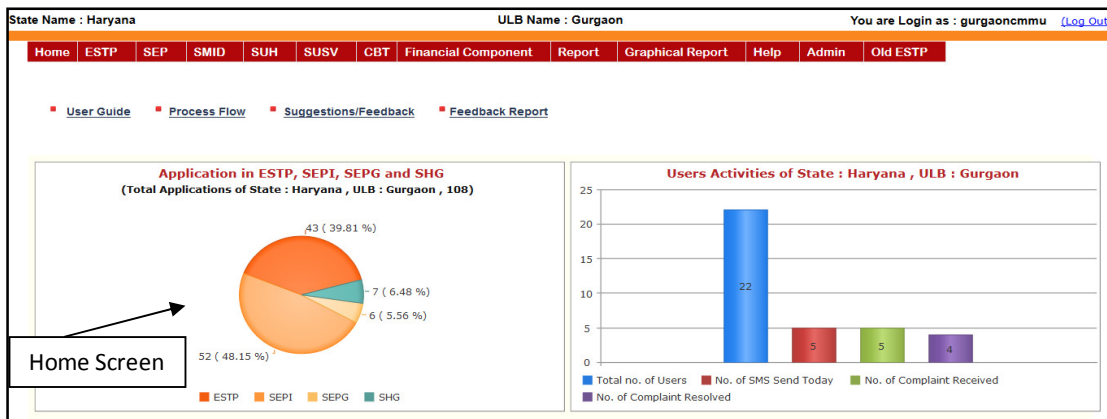 State Name : Haryana ULB Name : Gurgaon You are Login as : gurgaoncmmu (Log Out
Home ESTP SEP SMID SUH SUSV CBT Financial Component Report Graphical Report Help Admin Old ESTP
User Guide Process Flow Suggestions/Feedback Feedback Report
Application in ESTP, SEPI, SEPG and SHG
(Total Applications of State : Haryana , ULB : Gurgaon , 108)
43 ( 39.81 %)
7 ( 6.48 %)
6 ( 5.56 %)
52 ( 48.15 %)
ESTP SEPI SEPG SHG
Home Screen
Users Activities of State : Haryana , ULB : Gurgaon
25
20
15
10
5
0
22
5
5
4
Total no. of Users No. of SMS Send Today No. of Complaint Received
No. of Complaint Resolved